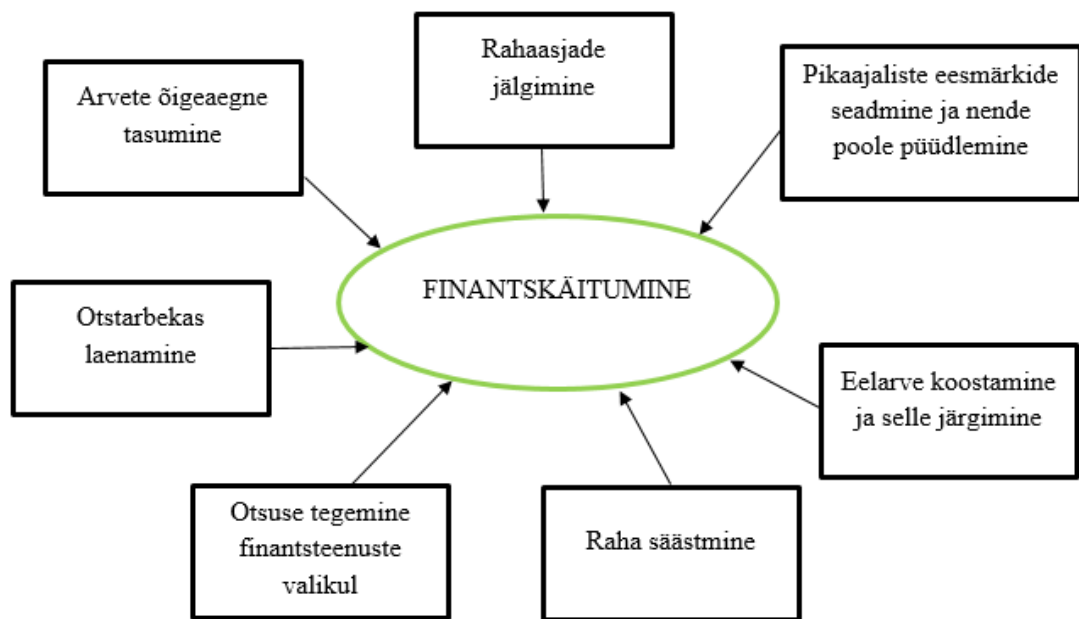 Rahaasjade
jälgimine
Arvete õigeaegne
tasumine
Pikaajaliste eesmärkide
seadmine ja nende
poole püüdlemine
FINANTSKÄITUMINE
Otstarbekas
laenamine
Eelarve koostamine
ja selle järgimine
Otsuse tegemine
finantsteenuste
valikul
Raha säästmine